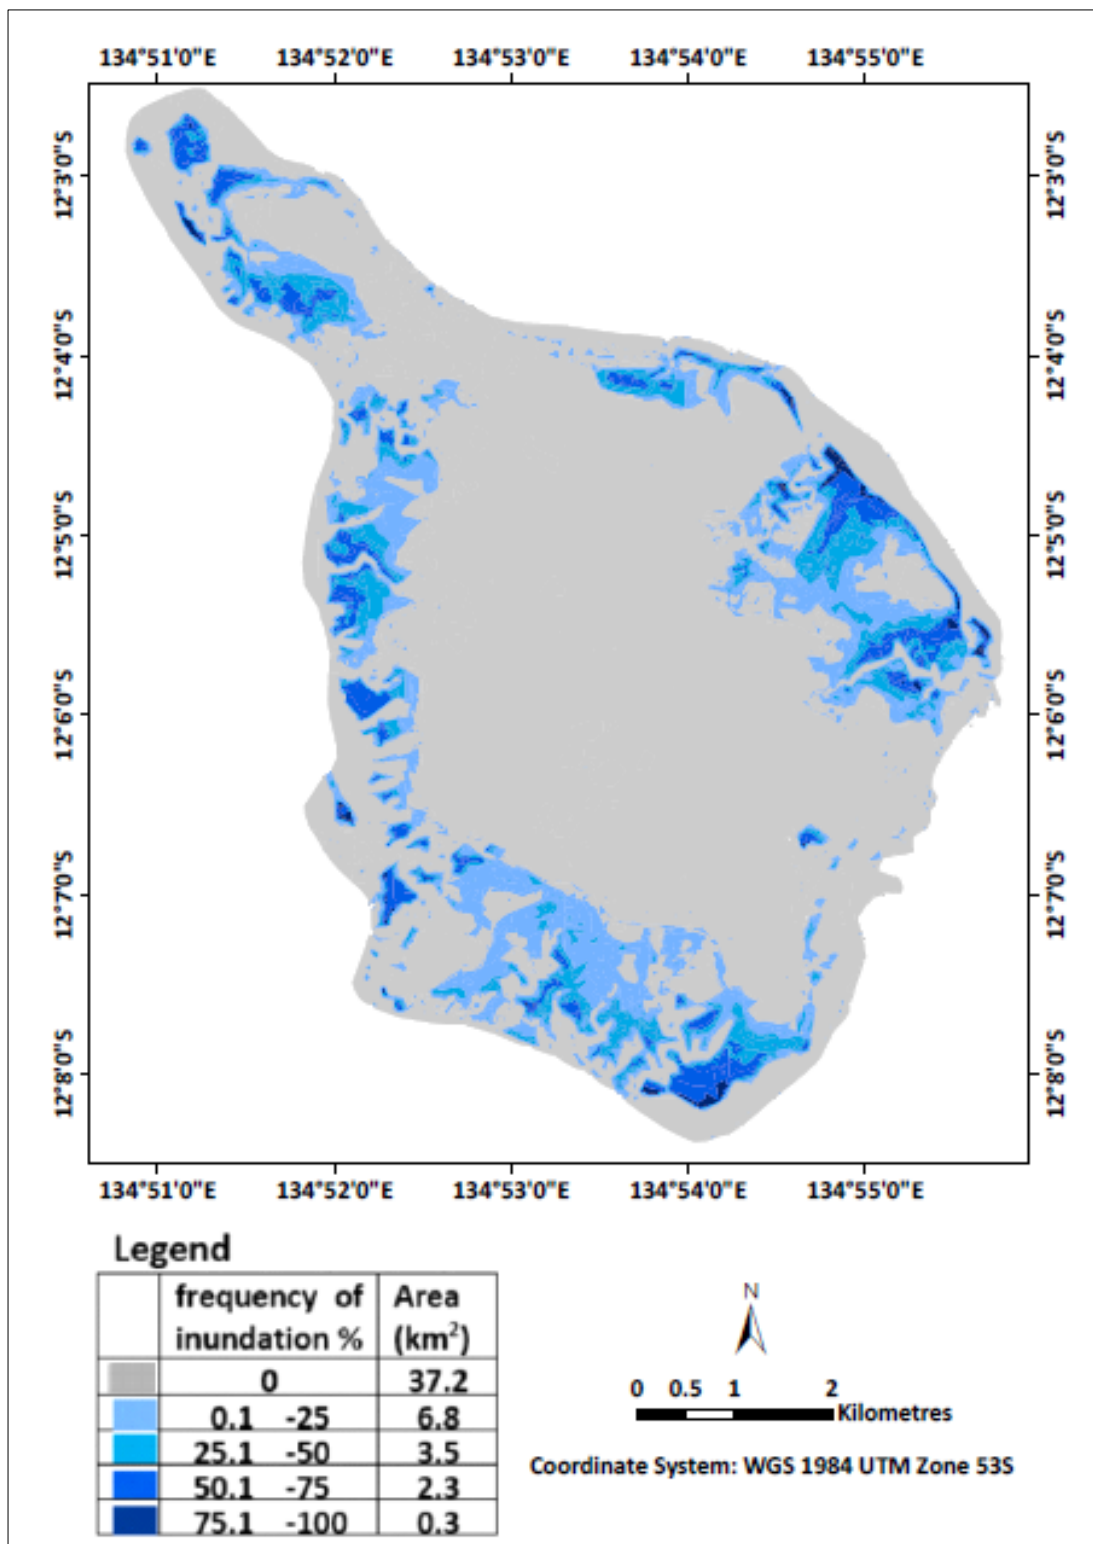 134°51'0"E 134°52'0"E 134°53'0"E 134°54'0"E 134°55'0"E
12°3'0"S 12°3'0"S
12°4'0"S 12°4'0"S
12°5'0"S 12°5'0"S
12°6'0"S 12°6'0"S
12°7'0"S 12°7'0"S
12°8'0"S 12°8'0"S
134°51'0"E 134°52'0"E 134°53'0"E 134°54'0"E 134°55'0"E
Legend
frequency of Area
inundation % (km²)
0 37.2
0.1 -25 6.8
25.1 -50 3.5
50.1 -75 2.3
75.1 -100 0.3
N
0 0.5 1 2
Kilometres
Coordinate System: WGS 1984 UTM Zone 53S